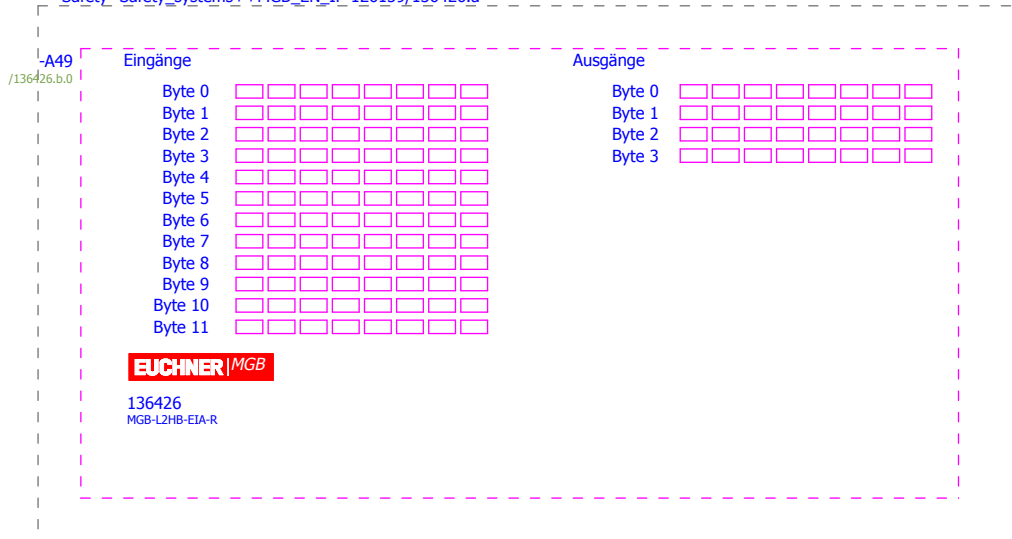 -A49
/136426.b.0
Eingänge
Byte 0
Byte 1
Byte 2
Byte 3
Byte 4
Byte 5
Byte 6
Byte 7
Byte 8
Byte 9
Byte 10
Byte 11
Ausgänge
Byte 0
Byte 1
Byte 2
Byte 3
EUCHNER MGB
136426
MGB-L2HB-EIA-R